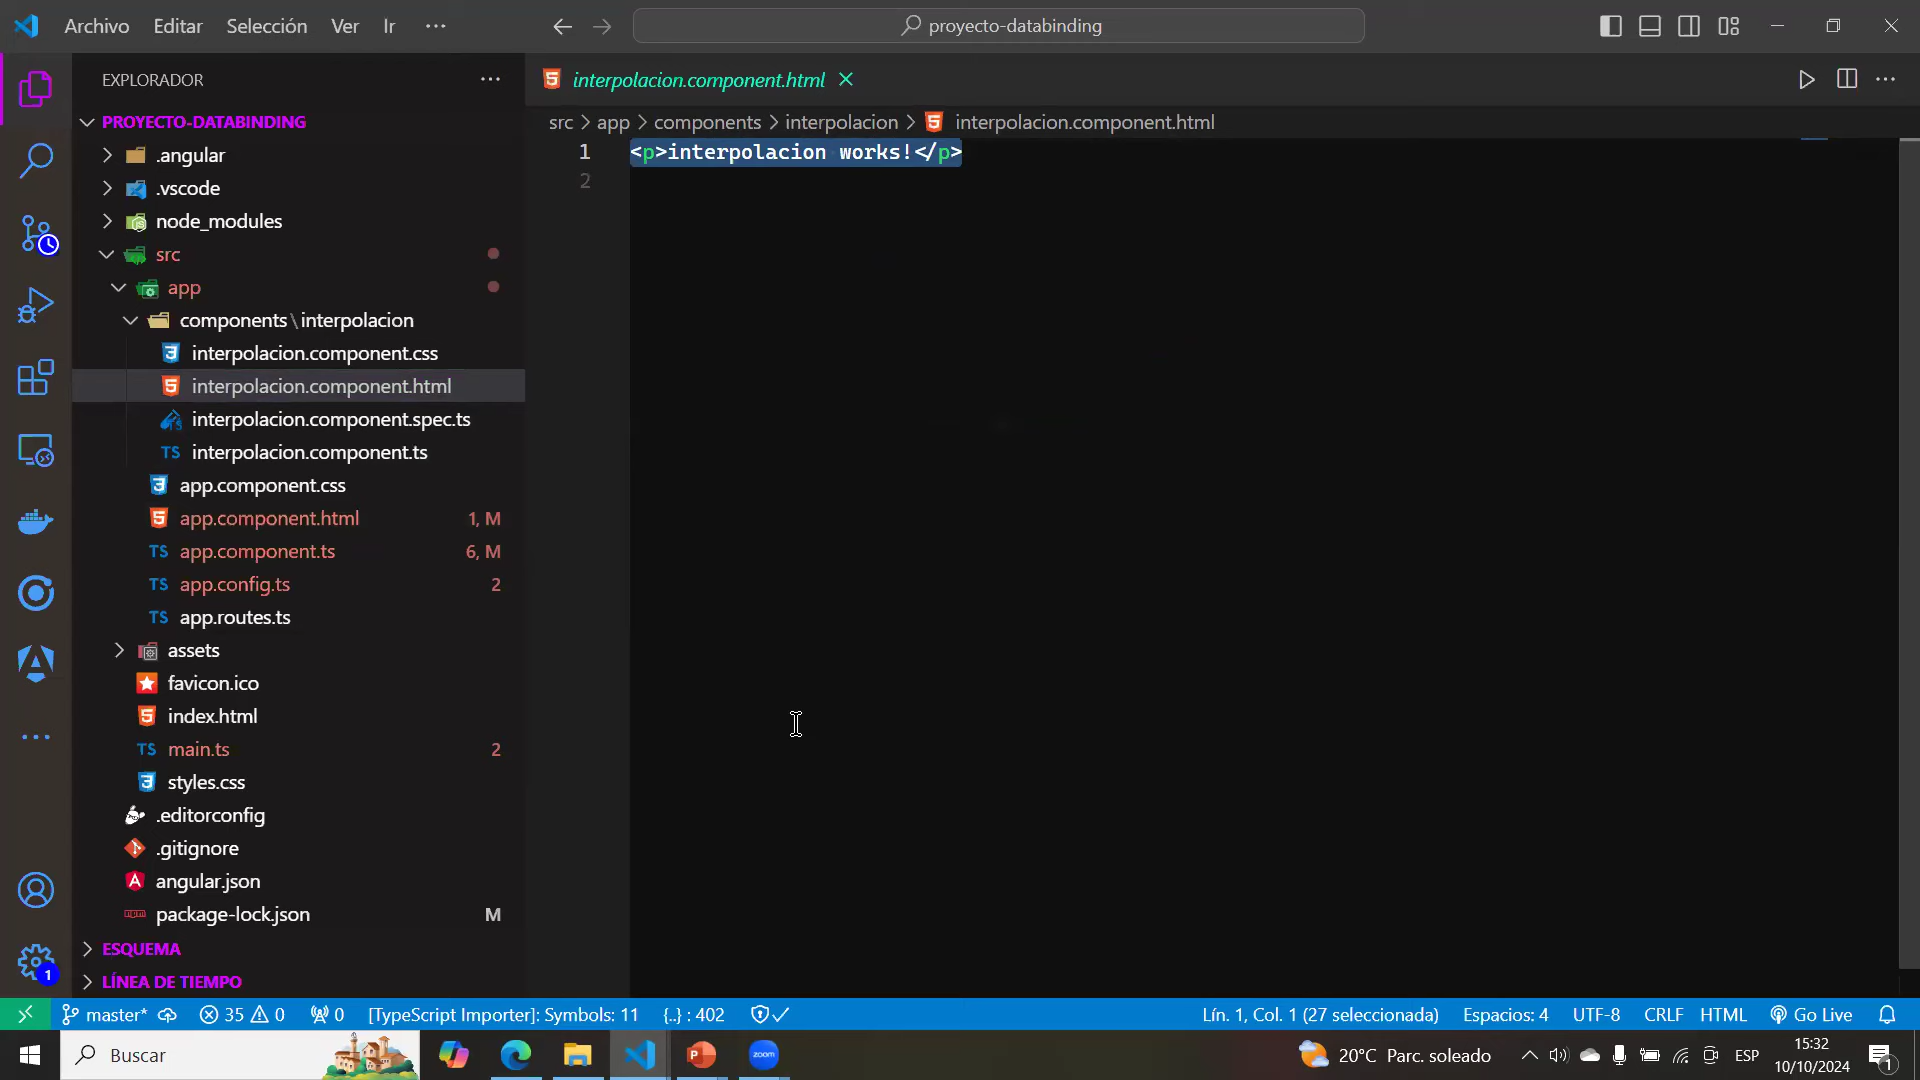 Archivo Editar Selección Ver Ir ··· proyecto-databinding
EXPLORADOR ···
PROYECTO-DATABINDING
.angular
.vscode
node_modules
src
app
components\interpolacion
interpolacion.component.css
interpolacion.component.html
interpolacion.component.spec.ts
TS interpolacion.component.ts
app.component.css
app.component.html 1, M
TS app.component.ts 6, M
TS app.config.ts 2
TS app.routes.ts
assets
favicon.ico
index.html
TS main.ts 2
styles.css
.editorconfig
.gitignore
angular.json
package-lock.json M
ESQUEMA
LÍNEA DE TIEMPO
1
interpolacion.component.html
src > app > components > interpolacion > interpolacion.component.html
1 <p>interpolacion works!</p>
2
master* 35 0 0 [TypeScript Importer]: Symbols: 11 {..} : 402 Lín. 1, Col. 1 (27 seleccionada) Espacios: 4 UTF-8 CRLF HTML Go Live
Buscar zoom 20°C Parc. soleado ESP 15:32
10/10/2024 1